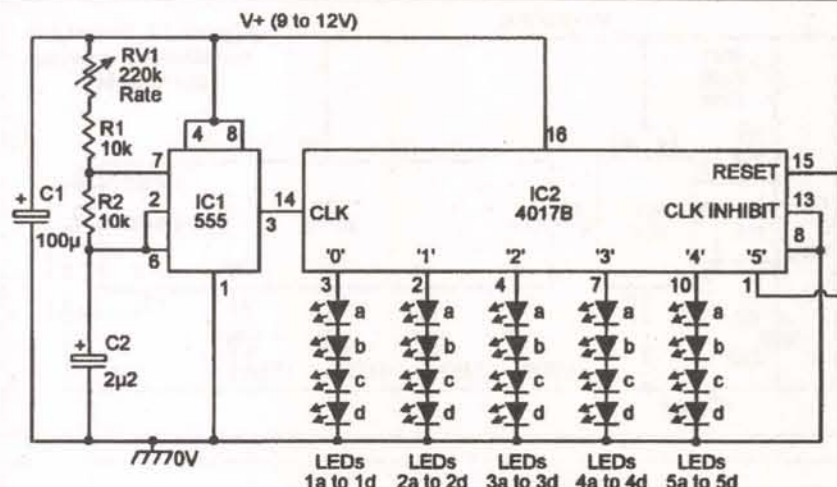 V+ (9 to 12V)
RV1
220k
Rate
R1
10k
4 8
7
IC1
555
2
6
3
1
R2
10k
C1
+
100µ
C2
+
2µ2
0V
16
14
CLK
IC2
4017B
RESET
15
CLK INHIBIT
13
8
'0' '1' '2' '3' '4' '5'
3 2 4 7 10 1
a a a a a
b b b b b
c c c c c
d d d d d
LEDs LEDs LEDs LEDs LEDs
1a to 1d 2a to 2d 3a to 3d 4a to 4d 5a to 5d